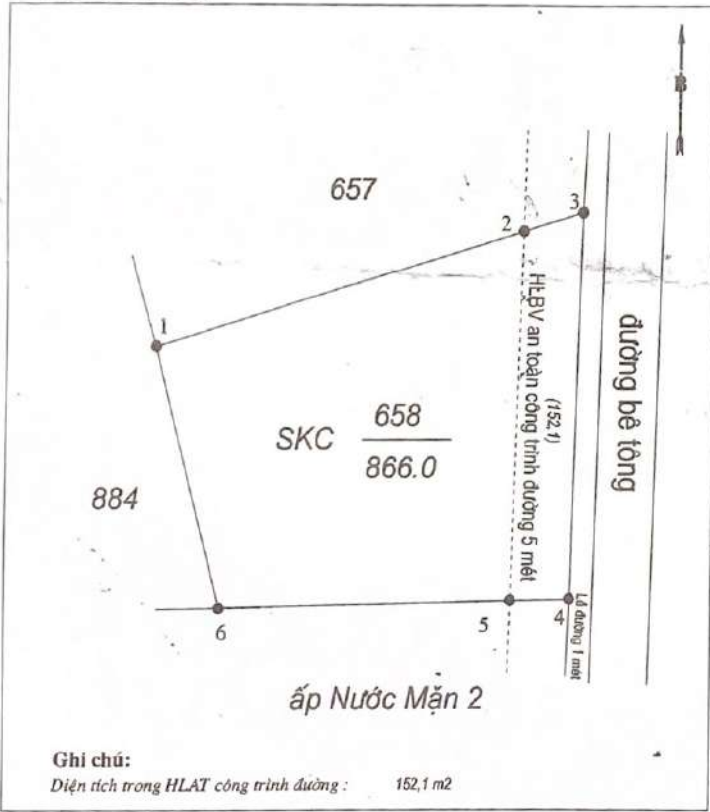 B
657
3
2
1
HLBV an toàn công trình đường 5 mét
(152,1)
đường bê tông
SKC 658
866.0
884
6
5
4
Lề đường 1 mét
ấp Nước Mặn 2
Ghi chú:
Diện tích trong HLAT công trình đường : 152,1 m2